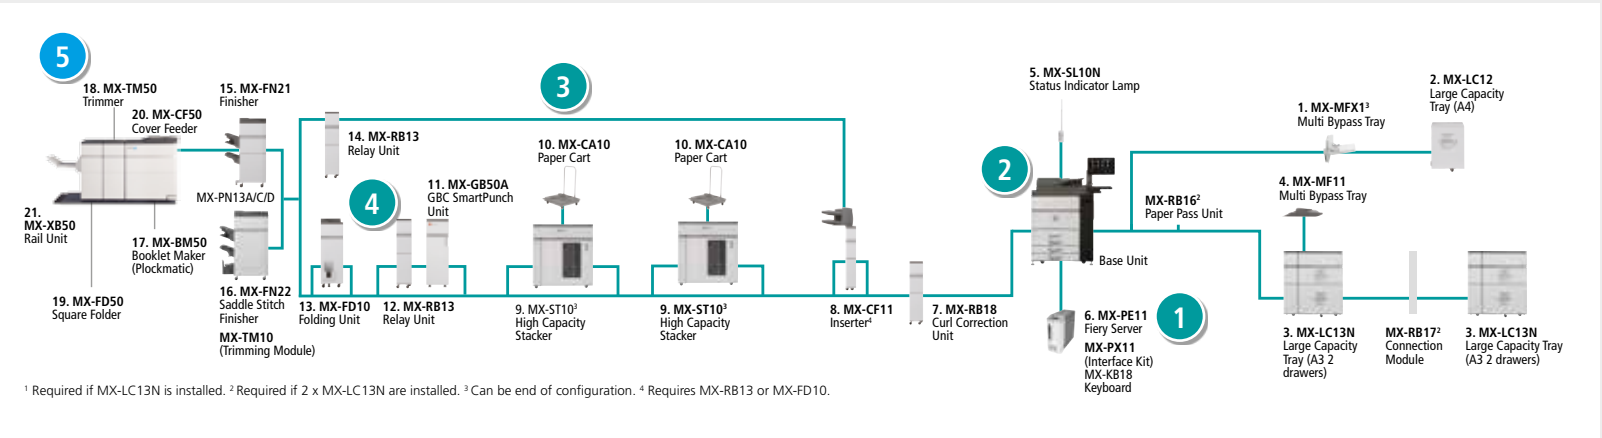 5
18. MX-TM50
Trimmer
20. MX-CF50
Cover Feeder
15. MX-FN21
Finisher
MX-PN13A/C/D
21.
MX-XB50
Rail Unit
17. MX-BM50
Booklet Maker
(Plockmatic)
19. MX-FD50
Square Folder
16. MX-FN22
Saddle Stitch
Finisher
MX-TM10
(Trimming Module)
3
14. MX-RB13
Relay Unit
4
11. MX-GB50A
GBC SmartPunch
Unit
13. MX-FD10
Folding Unit
12. MX-RB13
Relay Unit
10. MX-CA10
Paper Cart
9. MX-ST10³
High Capacity
Stacker
10. MX-CA10
Paper Cart
9. MX-ST10³
High Capacity
Stacker
8. MX-CF11
Inserter⁴
7. MX-RB18
Curl Correction
Unit
5. MX-SL10N
Status Indicator Lamp
2
Base Unit
6. MX-PE11
Fiery Server
MX-PX11
(Interface Kit)
MX-KB18
Keyboard
1
1. MX-MFX1³
Multi Bypass Tray
2. MX-LC12
Large Capacity
Tray (A4)
4. MX-MF11
Multi Bypass Tray
MX-RB16²
Paper Pass Unit
3. MX-LC13N
Large Capacity
Tray (A3 2
drawers)
MX-RB17²
Connection
Module
3. MX-LC13N
Large Capacity Tray
(A3 2 drawers)
¹ Required if MX-LC13N is installed. ² Required if 2 x MX-LC13N are installed. ³ Can be end of configuration. ⁴ Requires MX-RB13 or MX-FD10.